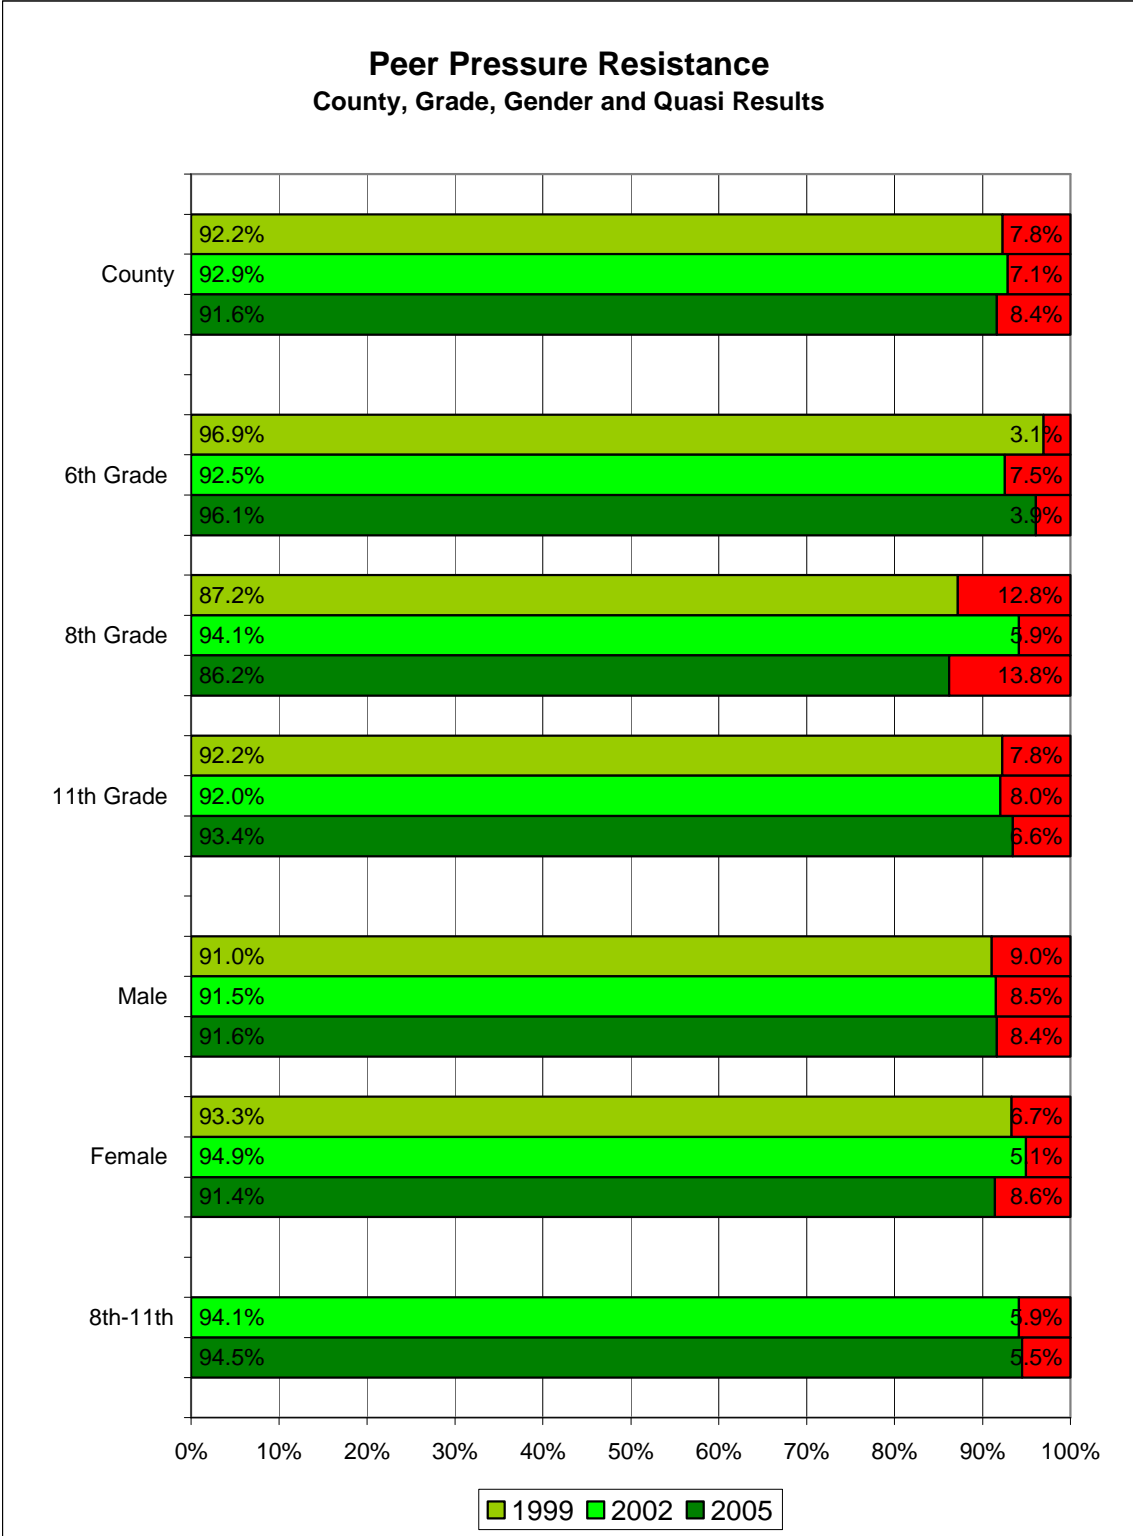 Peer Pressure Resistance
County, Grade, Gender and Quasi Results
92.2% 7.8%
County 92.9% 7.1%
91.6% 8.4%
96.9% 3.1%
6th Grade 92.5% 7.5%
96.1% 3.9%
87.2% 12.8%
8th Grade 94.1% 5.9%
86.2% 13.8%
92.2% 7.8%
11th Grade 92.0% 8.0%
93.4% 6.6%
91.0% 9.0%
Male 91.5% 8.5%
91.6% 8.4%
93.3% 6.7%
Female 94.9% 5.1%
91.4% 8.6%
8th-11th 94.1% 5.9%
94.5% 5.5%
0% 10% 20% 30% 40% 50% 60% 70% 80% 90% 100%
1999 2002 2005